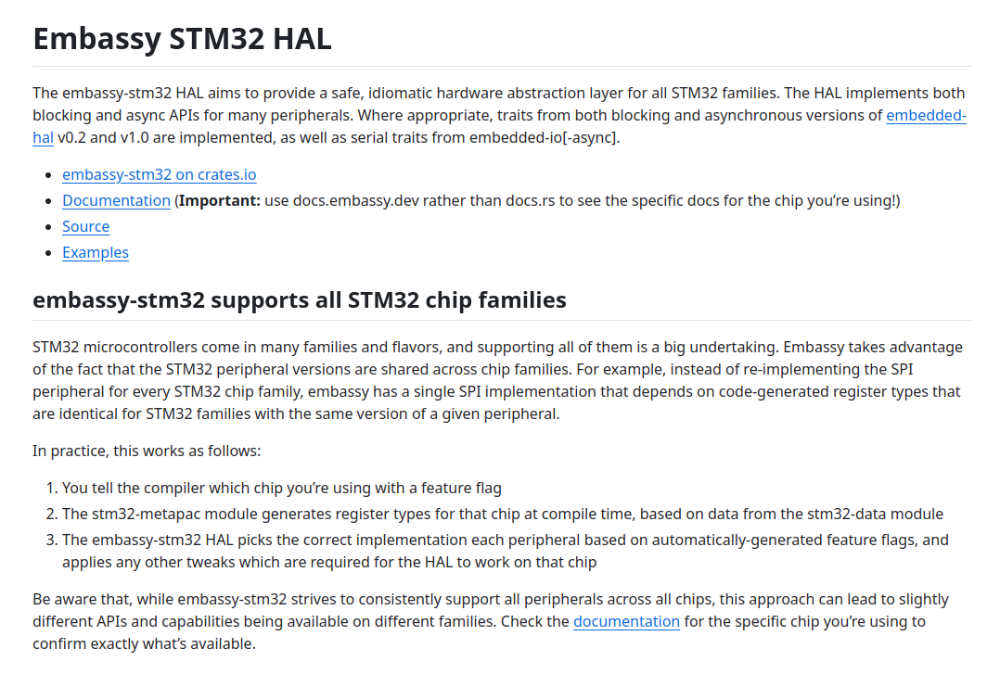 Embassy STM32 HAL
The embassy-stm32 HAL aims to provide a safe, idiomatic hardware abstraction layer for all STM32 families. The HAL implements both
blocking and async APIs for many peripherals. Where appropriate, traits from both blocking and asynchronous versions of embedded-
hal v0.2 and v1.0 are implemented, as well as serial traits from embedded-io[-async].
• embassy-stm32 on crates.io
• Documentation (Important: use docs.embassy.dev rather than docs.rs to see the specific docs for the chip you’re using!)
• Source
• Examples
embassy-stm32 supports all STM32 chip families
STM32 microcontrollers come in many families and flavors, and supporting all of them is a big undertaking. Embassy takes advantage
of the fact that the STM32 peripheral versions are shared across chip families. For example, instead of re-implementing the SPI
peripheral for every STM32 chip family, embassy has a single SPI implementation that depends on code-generated register types that
are identical for STM32 families with the same version of a given peripheral.
In practice, this works as follows:
1. You tell the compiler which chip you’re using with a feature flag
2. The stm32-metapac module generates register types for that chip at compile time, based on data from the stm32-data module
3. The embassy-stm32 HAL picks the correct implementation each peripheral based on automatically-generated feature flags, and
applies any other tweaks which are required for the HAL to work on that chip
Be aware that, while embassy-stm32 strives to consistently support all peripherals across all chips, this approach can lead to slightly
different APIs and capabilities being available on different families. Check the documentation for the specific chip you’re using to
confirm exactly what’s available.